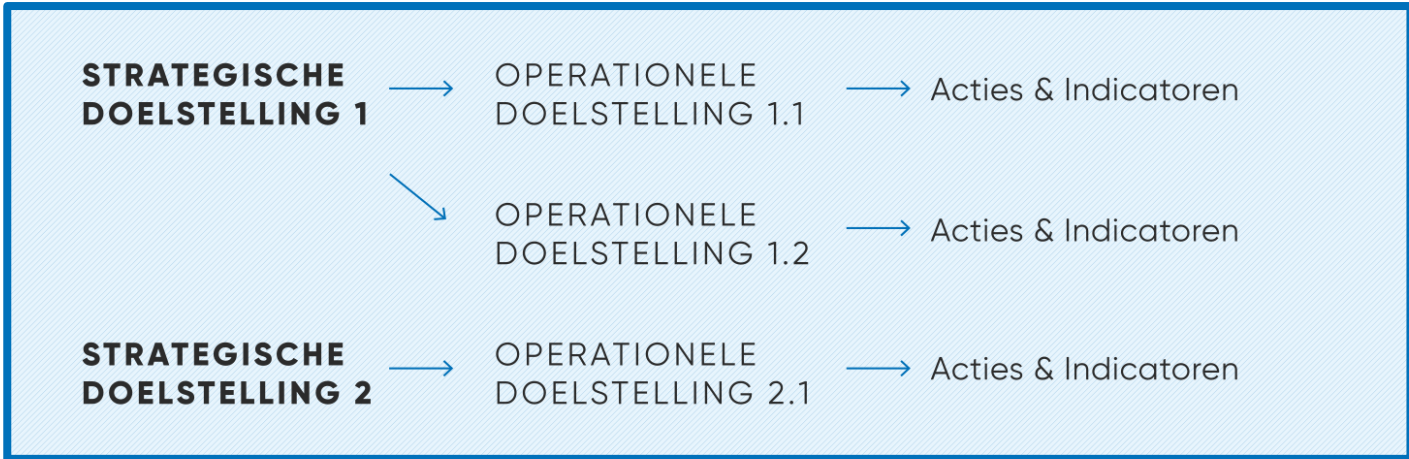 STRATEGISCHE
DOELSTELLING 1
OPERATIONELE
DOELSTELLING 1.1
Acties & Indicatoren
OPERATIONELE
DOELSTELLING 1.2
Acties & Indicatoren
STRATEGISCHE
DOELSTELLING 2
OPERATIONELE
DOELSTELLING 2.1
Acties & Indicatoren